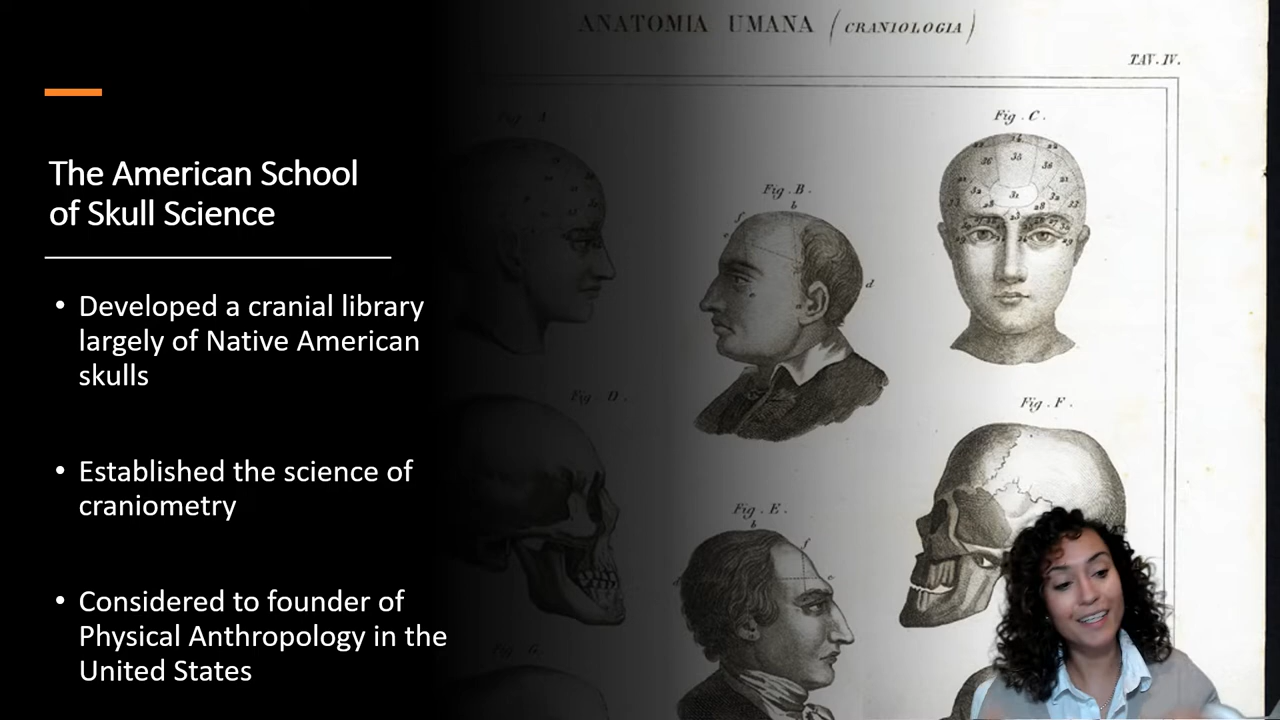 ANATOMIA UMANA (CRANIOLOGIA)
TAV. IV.
The American School
of Skull Science
• Developed a cranial library
largely of Native American
skulls
• Established the science of
craniometry
• Considered to founder of
Physical Anthropology in the
United States
Fig. A
Fig. B.
Fig. C.
Fig. D.
Fig. E.
Fig. F.
Fig. G.